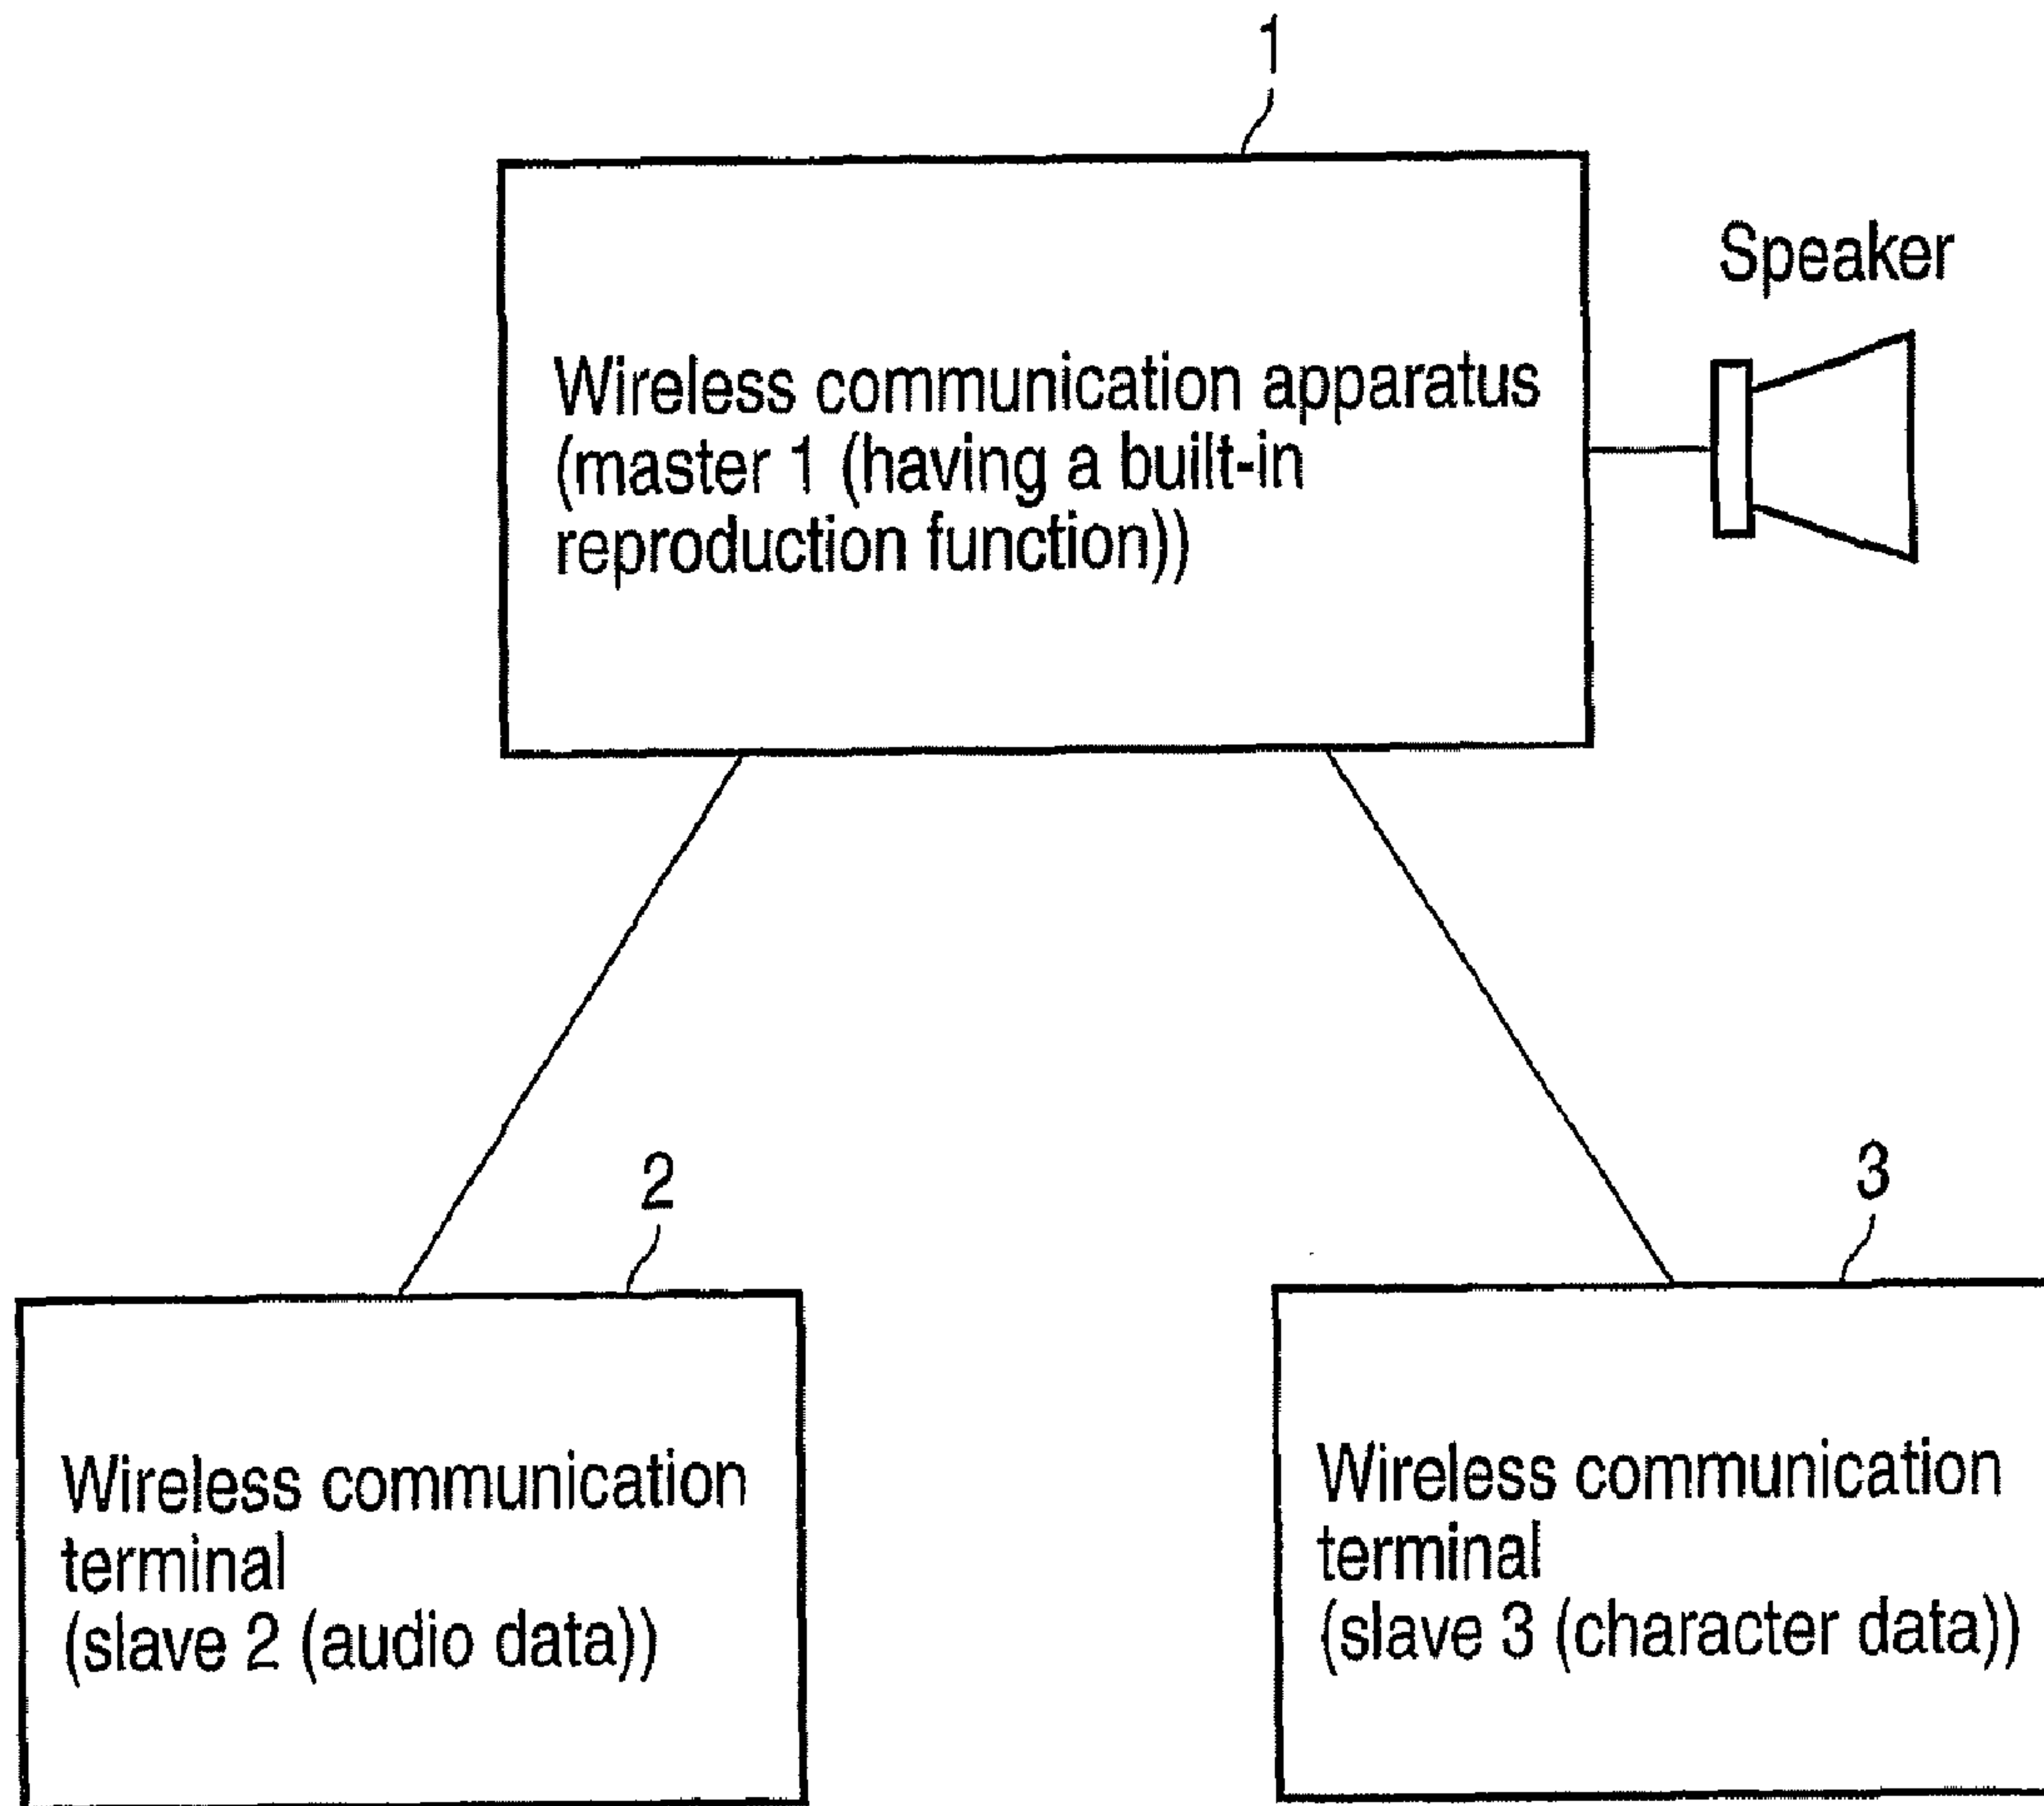 1
Speaker
Wireless communication apparatus
(master 1 (having a built-in
reproduction function))
2
3
Wireless communication
terminal
(slave 2 (audio data))
Wireless communication
terminal
(slave 3 (character data))